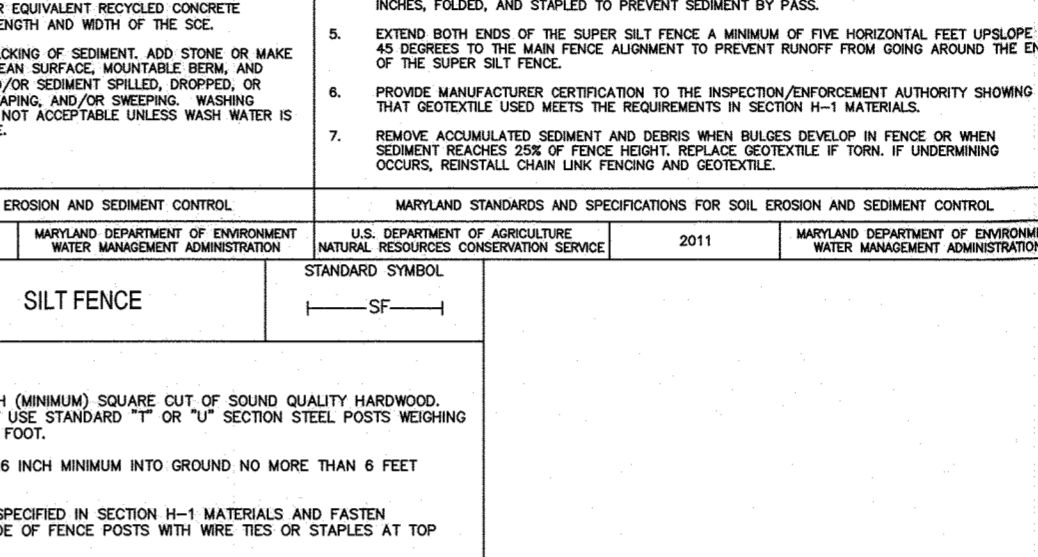 R EQUIVALENT RECYCLED CONCRETE
ENGTH AND WIDTH OF THE SCE.
CKING OF SEDIMENT. ADD STONE OR MAKE
EAN SURFACE, MOUNTABLE BERM, AND
/OR SEDIMENT SPILLED, DROPPED, OR
APING, AND/OR SWEEPING. WASHING
NOT ACCEPTABLE UNLESS WASH WATER IS
INCHES, FOLDED, AND STAPLED TO PREVENT SEDIMENT BY PASS.
5. EXTEND BOTH ENDS OF THE SUPER SILT FENCE A MINIMUM OF FIVE HORIZONTAL FEET UPSLOPE
45 DEGREES TO THE MAIN FENCE ALIGNMENT TO PREVENT RUNOFF FROM GOING AROUND THE EN
OF THE SUPER SILT FENCE.
6. PROVIDE MANUFACTURER CERTIFICATION TO THE INSPECTION/ENFORCEMENT AUTHORITY SHOWING
THAT GEOTEXTILE USED MEETS THE REQUIREMENTS IN SECTION H-1 MATERIALS.
7. REMOVE ACCUMULATED SEDIMENT AND DEBRIS WHEN BULGES DEVELOP IN FENCE OR WHEN
SEDIMENT REACHES 25% OF FENCE HEIGHT. REPLACE GEOTEXTILE IF TORN. IF UNDERMINING
OCCURS, REINSTALL CHAIN LINK FENCING AND GEOTEXTILE.
EROSION AND SEDIMENT CONTROL
MARYLAND STANDARDS AND SPECIFICATIONS FOR SOIL EROSION AND SEDIMENT CONTROL
MARYLAND DEPARTMENT OF ENVIRONMENT
WATER MANAGEMENT ADMINISTRATION
U.S. DEPARTMENT OF AGRICULTURE
NATURAL RESOURCES CONSERVATION SERVICE
2011
MARYLAND DEPARTMENT OF ENVIRONME
WATER MANAGEMENT ADMINISTRATION
SILT FENCE
STANDARD SYMBOL
SF
H (MINIMUM) SQUARE CUT OF SOUND QUALITY HARDWOOD.
USE STANDARD "T" OR "U" SECTION STEEL POSTS WEIGHING
FOOT.
6 INCH MINIMUM INTO GROUND NO MORE THAN 6 FEET
SPECIFIED IN SECTION H-1 MATERIALS AND FASTEN
DE OF FENCE POSTS WITH WIRE TIES OR STAPLES AT TOP